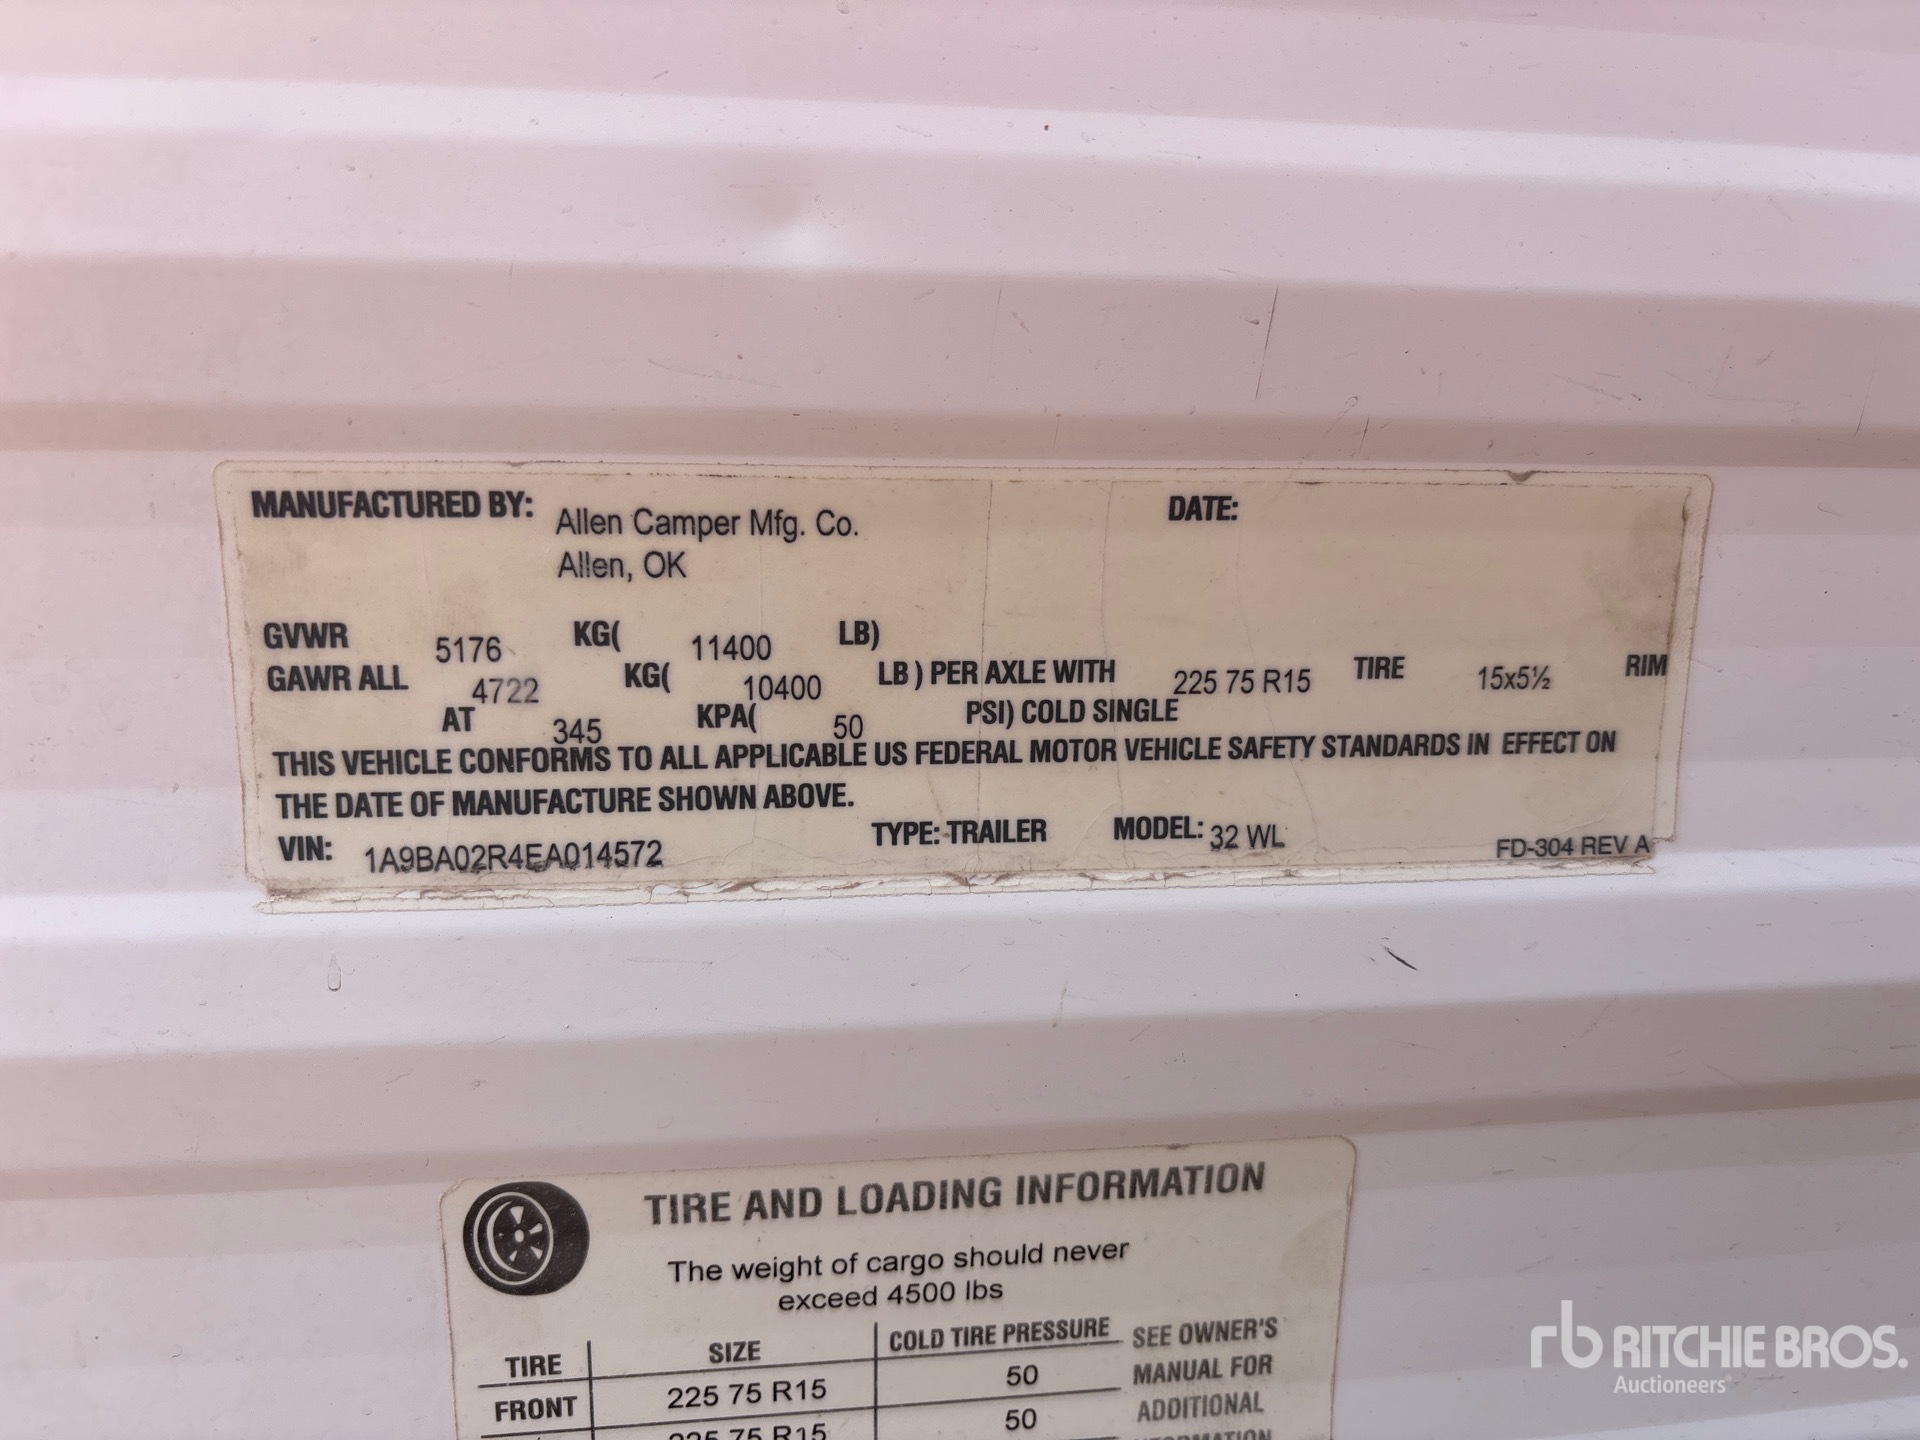 MANUFACTURED BY: Allen Camper Mfg. Co. DATE:
Allen, OK
GVWR 5176 KG( 11400 LB)
GAWR ALL 4722 KG( 10400 LB ) PER AXLE WITH 225 75 R15 TIRE 15x5½ RIM
AT 345 KPA( 50 PSI) COLD SINGLE
THIS VEHICLE CONFORMS TO ALL APPLICABLE US FEDERAL MOTOR VEHICLE SAFETY STANDARDS IN EFFECT ON
THE DATE OF MANUFACTURE SHOWN ABOVE.
VIN: 1A9BA02R4EA014572 TYPE: TRAILER MODEL: 32 WL FD-304 REV A
TIRE AND LOADING INFORMATION
The weight of cargo should never
exceed 4500 lbs
TIRE SIZE COLD TIRE PRESSURE SEE OWNER'S
FRONT 225 75 R15 50 MANUAL FOR
225 75 R15 50 ADDITIONAL
INFORMATION
rb RITCHIE BROS.
Auctioneers